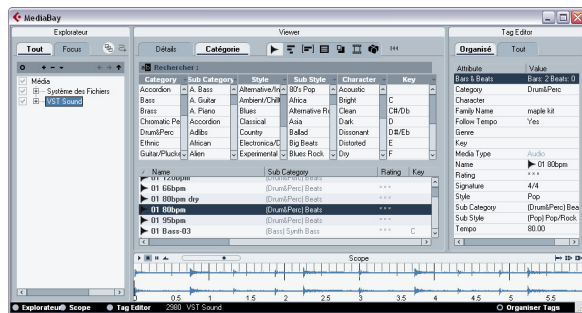 MediaBay
Explorateur
Viewer
Tag Editor
Tout Focus
Détails Catégorie
144
Organisé Tout
Rechercher :
Attribute Value
Média
Système des Fichiers
VST Sound
Category Sub Category Style Sub Style Character Key
Accordion A. Bass Alternative/In 80's Pop Acoustic
Bass A. Guitar Ambient/Chill Africa Bright C
Brass A. Piano Blues Alternative R Clean C#/Db
Chromatic Pe Accordion Classical Asia Dark D
Drum&Perc Adlibs Country Ballad Dissonant D#/Eb
Ethnic African Electronica/D Big Beats Distorted E
Guitar/Plucke Alien Experimental Blues Rock Dry F
Bars & Beats Bars: 2 Beats: 0
Category Drum&Perc
Character
Family Name maple kit
Follow Tempo Yes
Genre
Key
Media Type Audio
Name 01 80bpm
Rating ***
Signature 4/4
Style Pop
Sub Category (Drum&Perc) Bea
Sub Style (Pop) Pop/Rock
Tempo 80.00
Name Sub Category Rating Key
01 120bpm (Drum&Perc) Beats
01 66bpm (Drum&Perc) Beats ***
01 80bpm dry (Drum&Perc) Beats ***
01 80bpm (Drum&Perc) Beats ***
01 95bpm (Drum&Perc) Beats ***
01 Bass-03 (Bass) Synth Bass C
Scope
0 0.5 1 1.5 2 2.5 3 3.5 4 4.5 5 5.5
Explorateur Scope Tag Editor 2980 VST Sound Organiser Tags